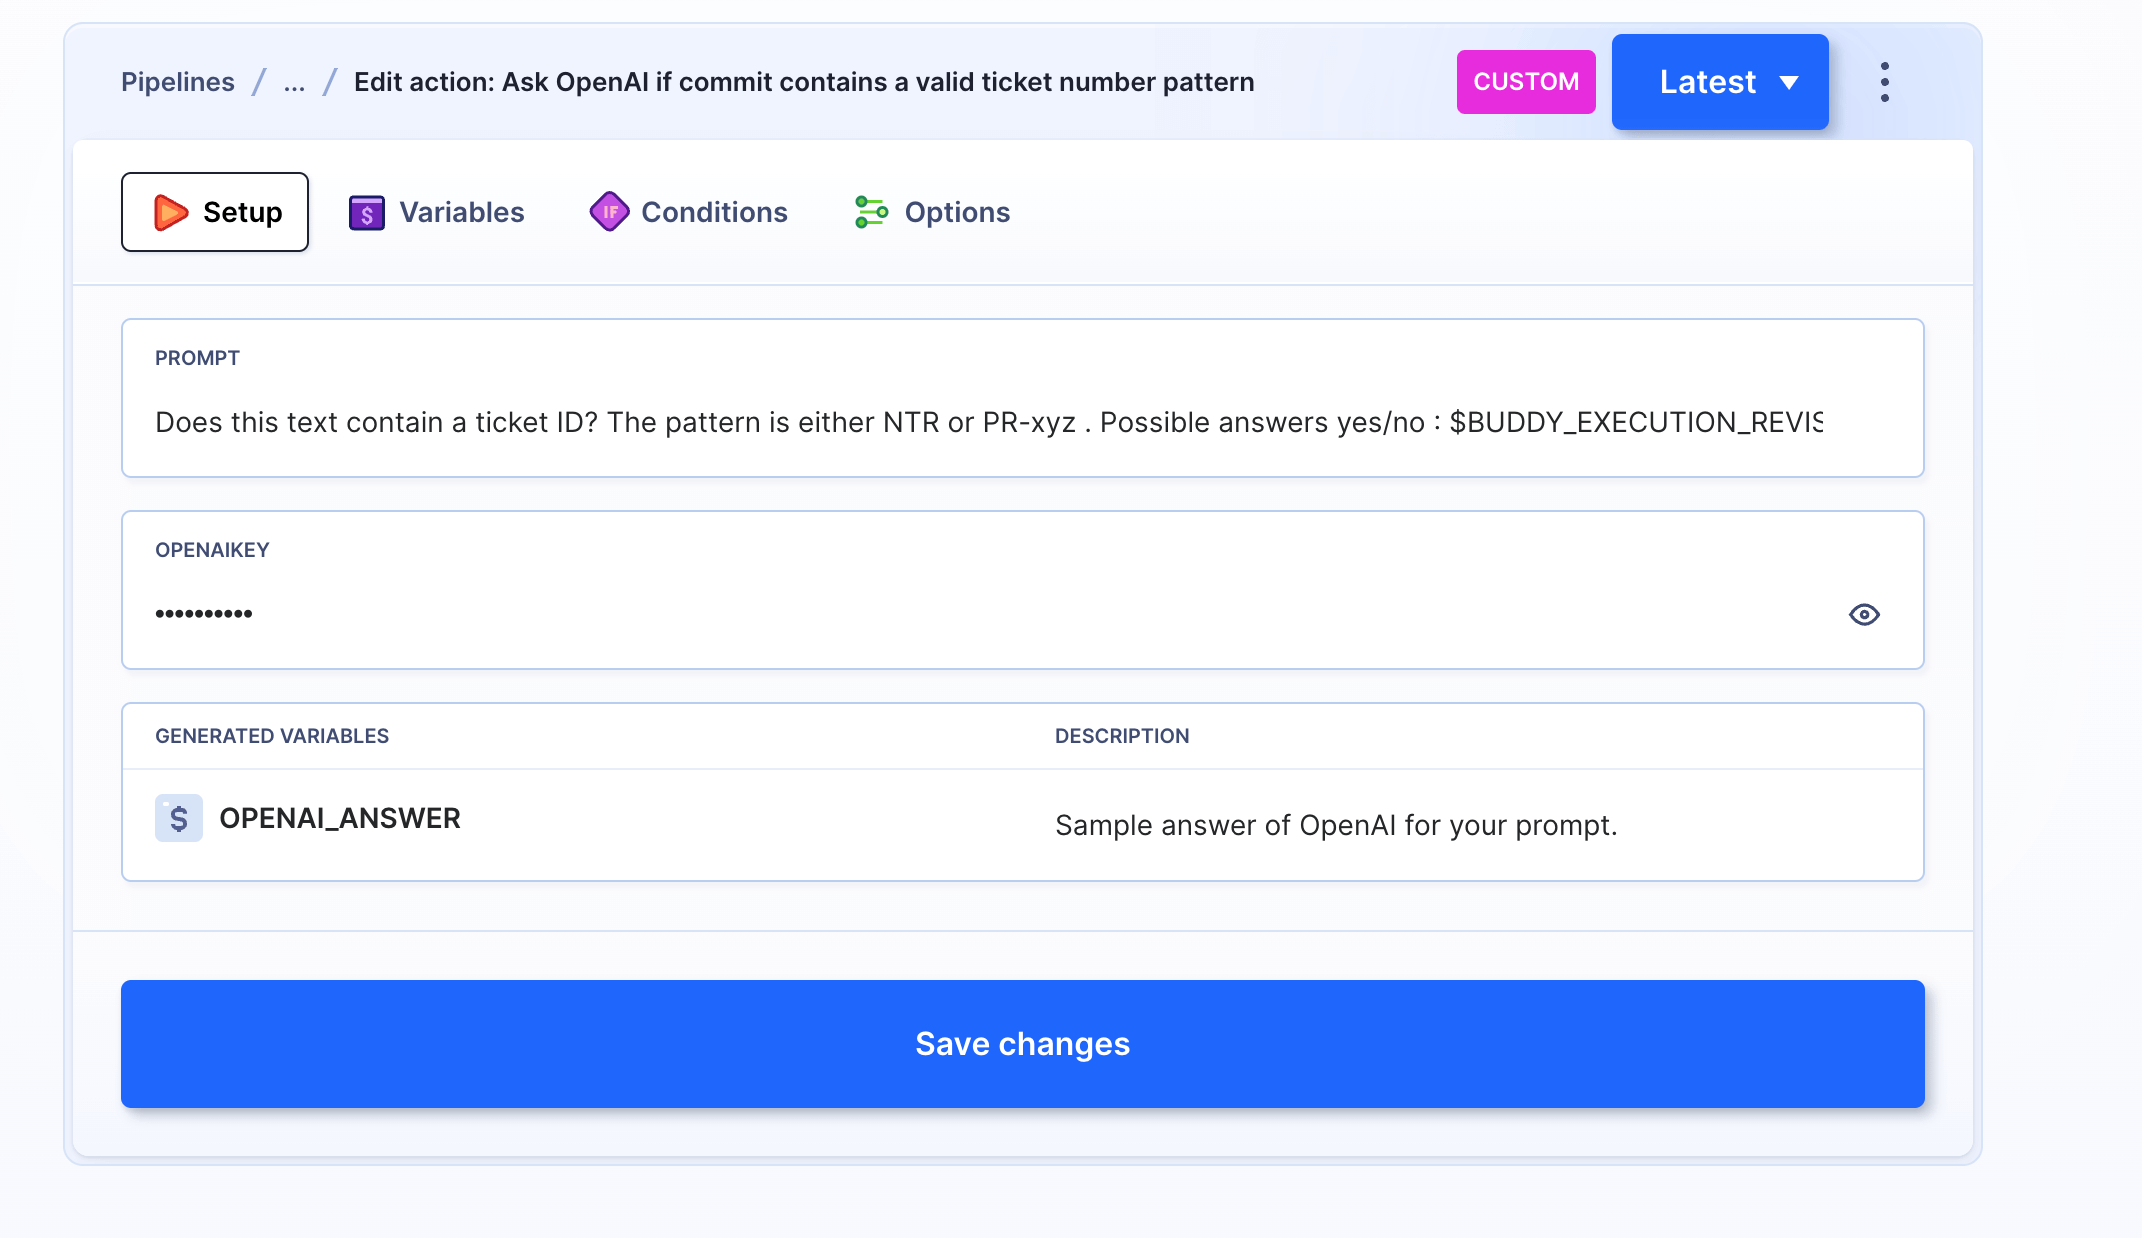 Pipelines / ... / Edit action: Ask OpenAI if commit contains a valid ticket number pattern
CUSTOM
Latest
Setup
Variables
Conditions
Options
PROMPT
Does this text contain a ticket ID? The pattern is either NTR or PR-xyz . Possible answers yes/no : $BUDDY_EXECUTION_REVIS
OPENAIKEY
••••••••••
GENERATED VARIABLES
DESCRIPTION
$ OPENAI_ANSWER
Sample answer of OpenAI for your prompt.
Save changes